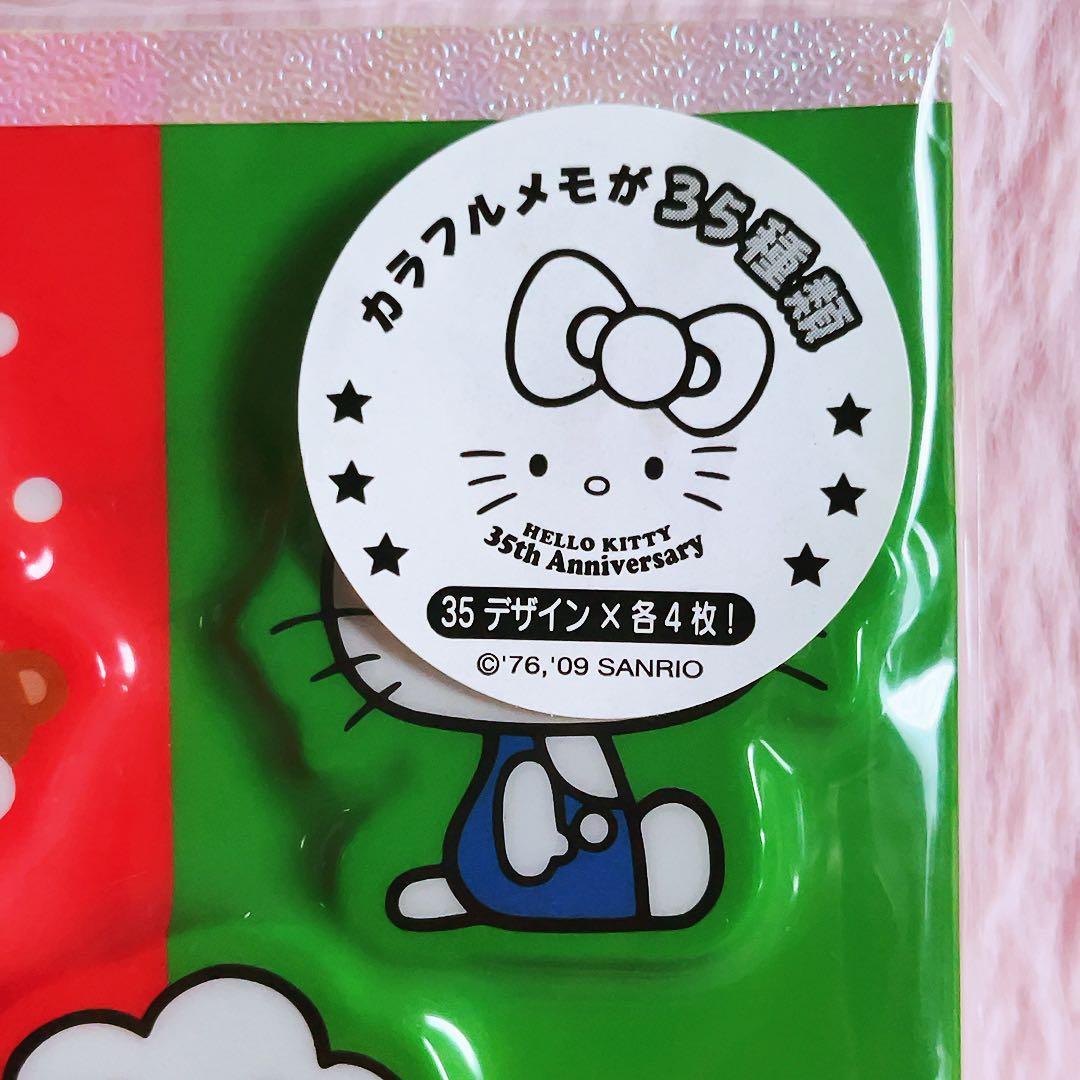 カラフルメモが35種類
HELLO KITTY
35th Anniversary
35デザイン×各4枚!
©'76,'09 SANRIO